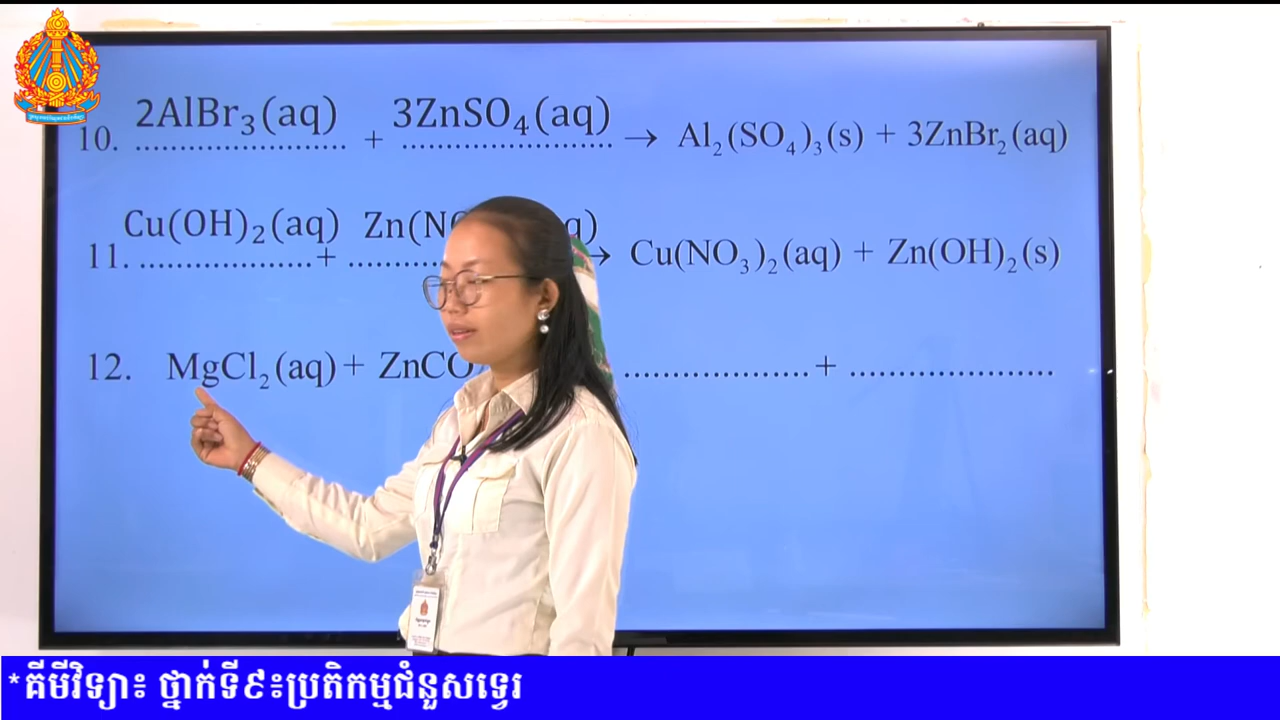 10. 2AlBr₃(aq) + 3ZnSO₄(aq) → Al₂(SO₄)₃(s) + 3ZnBr₂(aq)
11. Cu(OH)₂(aq) + Zn( q) → Cu(NO₃)₂(aq) + Zn(OH)₂(s)
12. MgCl₂(aq) + ZnCO .................... + ......................
*គីមីវិទ្យា៖ ថ្នាក់ទី៩៖ប្រតិកម្មជំនួសទ្វេរ